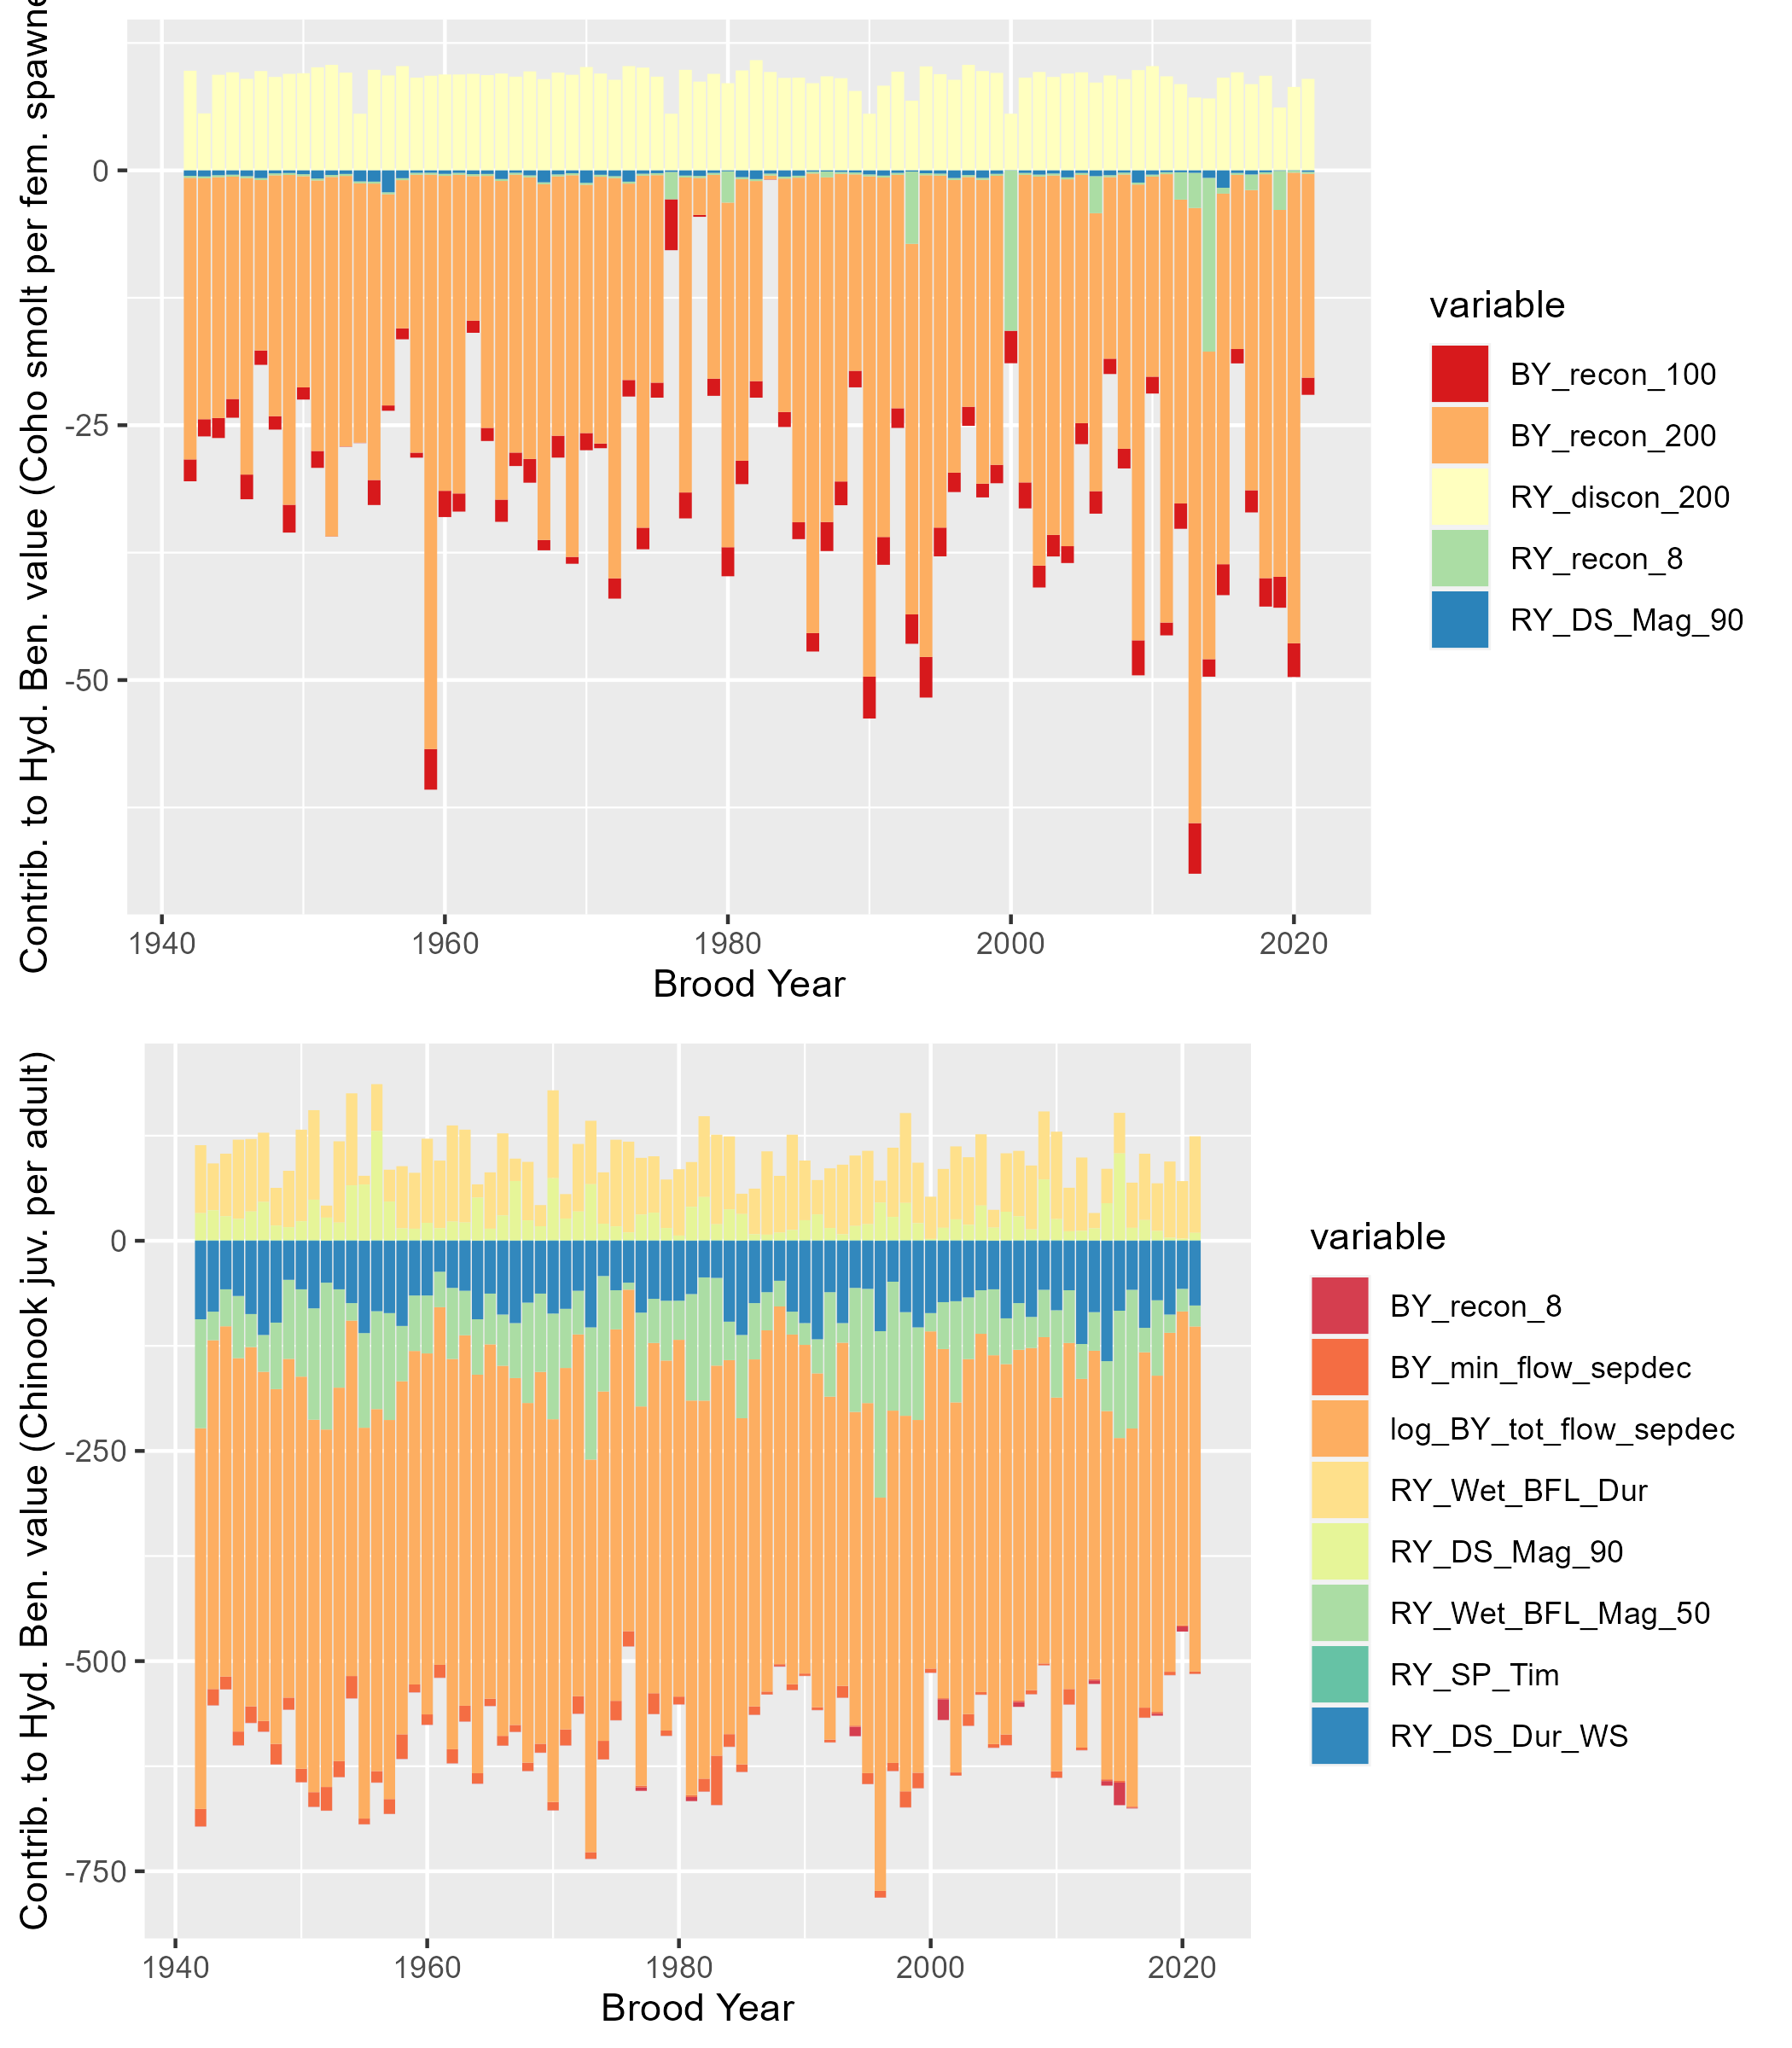 Contrib. to Hyd. Ben. value (Coho smolt per fem.
0
-25
-50
1940 1960 1980 2000 2020
Brood Year
variable
BY_recon_100
BY_recon_200
RY_discon_200
RY_recon_8
RY_DS_Mag_90
Contrib. to Hyd. Ben. value (Chinook juv. per adult)
0
-250
-500
-750
1940 1960 1980 2000 2020
Brood Year
variable
BY_recon_8
BY_min_flow_sepdec
log_BY_tot_flow_sepdec
RY_Wet_BFL_Dur
RY_DS_Mag_90
RY_Wet_BFL_Mag_50
RY_SP_Tim
RY_DS_Dur_WS